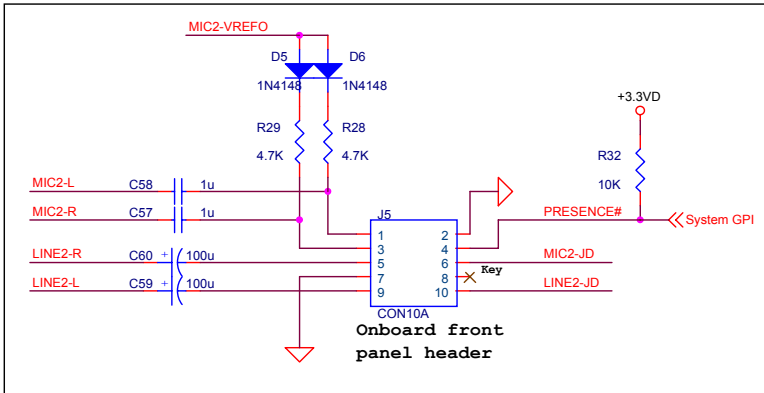 MIC2-VREFO
D5 D6
1N4148 1N4148
+3.3VD
R29 R28
4.7K 4.7K
R32
10K
MIC2-L C58 1u
MIC2-R C57 1u
J5
PRESENCE# System GPI
1 2
3 4
LINE2-R C60 + 100u 5 6 MIC2-JD
7 8 Key
LINE2-L C59 + 100u 9 10 LINE2-JD
CON10A
Onboard front
panel header